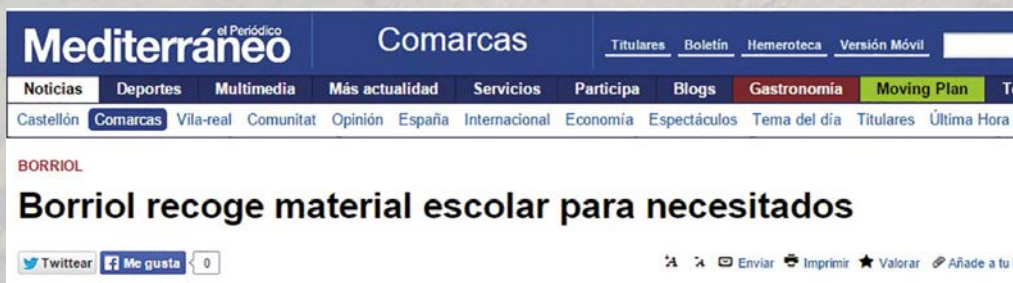 el Periódico
Mediterráneo Comarcas Titulares Boletín Hemeroteca Versión Móvil
Noticias Deportes Multimedia Más actualidad Servicios Participa Blogs Gastronomía Moving Plan
Castellón Comarcas Vila-real Comunitat Opinión España Internacional Economía Espectáculos Tema del día Titulares Última Hora
BORRIOL
Borriol recoge material escolar para necesitados
Twittear Me gusta 0 A A Enviar Imprimir Valorar Añade a tu